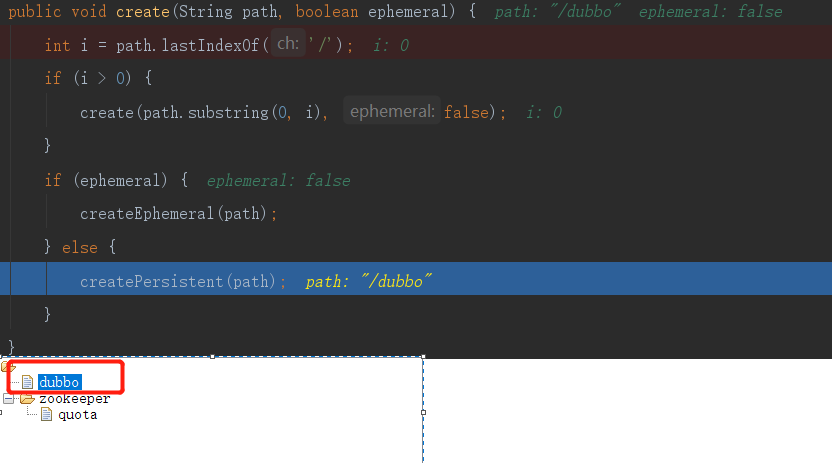 public void create(String path, boolean ephemeral) { path: "/dubbo" ephemeral: false
int i = path.lastIndexOf( ch: '/'); i: 0
if (i > 0) {
create(path.substring(0, i), ephemeral: false); i: 0
}
if (ephemeral) { ephemeral: false
createEphemeral(path);
} else {
createPersistent(path); path: "/dubbo"
}
}
dubbo
zookeeper
quota